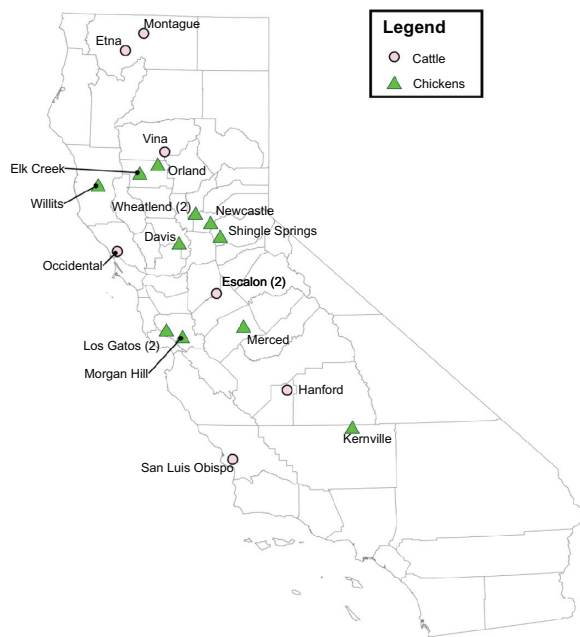 Montague
Etna
Legend
Cattle
Chickens
Vina
Elk Creek
Orland
Willits
Wheatlend (2)
Newcastle
Shingle Springs
Davis
Occidental
Escalon (2)
Los Gatos (2)
Merced
Morgan Hill
Hanford
Kernville
San Luis Obispo